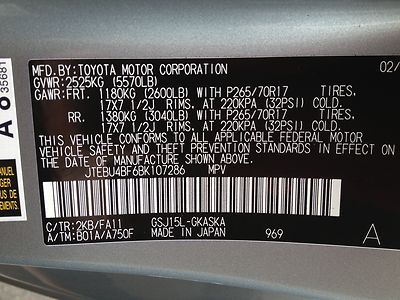 MFD.BY:TOYOTA MOTOR CORPORATION 02/
GVWR:2525KG (5570LB)
GAWR:FRT. 1180KG (2600LB) WITH P265/70R17 TIRES,
17X7 1/2J RIMS, AT 220KPA (32PSI) COLD.
RR. 1380KG (3040LB) WITH P265/70R17 TIRES,
17X7 1/2J RIMS, AT 220KPA (32PSI) COLD.
THIS VEHICLE CONFORMS TO ALL APPLICABLE FEDERAL MOTOR
VEHICLE SAFETY AND THEFT PREVENTION STANDARDS IN EFFECT
ON THE DATE OF MANUFACTURE SHOWN ABOVE.
JTEBU4BF6BK107286 MPV
C/TR:2KB/FA11 GSJ15L-GKASKA
A/TM:B01A/A750F MADE IN JAPAN 969 A
A 8
35681
MANUAL